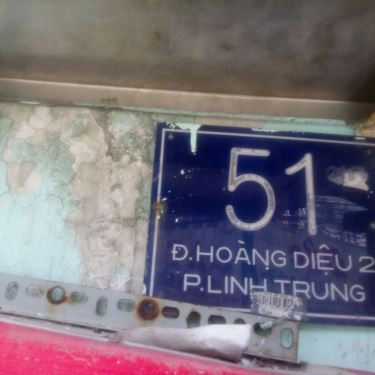 51
Đ.HOÀNG DIỆU 2
P.LINH TRUNG